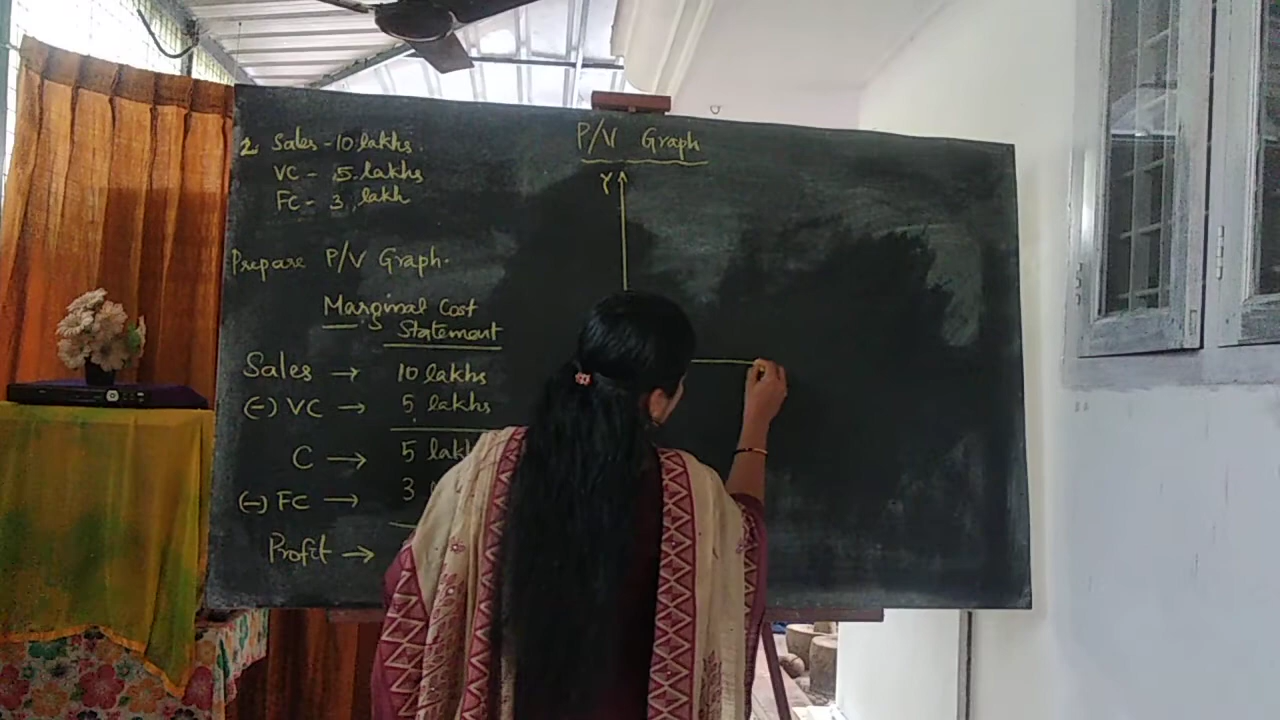 2. Sales - 10 lakhs.
VC - 5 lakhs
FC - 3 lakh
Prepare P/V Graph.
Marginal Cost
Statement
Sales → 10 lakhs
(-) VC → 5 lakhs
C → 5
(-) FC → 3
Profit →
P/V Graph
Y